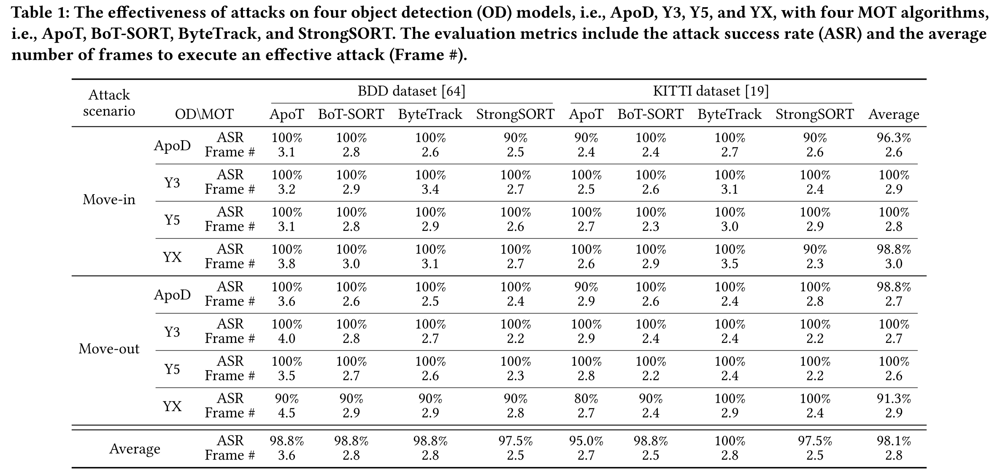 Table 1: The effectiveness of attacks on four object detection (OD) models, i.e., ApoD, Y3, Y5, and YX, with four MOT algorithms,
i.e., ApoT, BoT-SORT, ByteTrack, and StrongSORT. The evaluation metrics include the attack success rate (ASR) and the average
number of frames to execute an effective attack (Frame #).
Attack scenario OD\MOT BDD dataset [64] KITTI dataset [19]
ApoT BoT-SORT ByteTrack StrongSORT ApoT BoT-SORT ByteTrack StrongSORT Average
Move-in
ApoD ASR 100% 100% 100% 90% 90% 100% 100% 90% 96.3%
Frame # 3.1 2.8 2.6 2.5 2.4 2.4 2.7 2.6 2.6
Y3 ASR 100% 100% 100% 100% 100% 100% 100% 100% 100%
Frame # 3.2 2.9 3.4 2.7 2.5 2.6 3.1 2.4 2.9
Y5 ASR 100% 100% 100% 100% 100% 100% 100% 100% 100%
Frame # 3.1 2.8 2.9 2.6 2.7 2.3 3.0 2.9 2.8
YX ASR 100% 100% 100% 100% 100% 100% 100% 90% 98.8%
Frame # 3.8 3.0 3.1 2.7 2.6 2.9 3.5 2.3 3.0
Move-out
ApoD ASR 100% 100% 100% 100% 90% 100% 100% 100% 98.8%
Frame # 3.6 2.6 2.5 2.4 2.9 2.6 2.4 2.8 2.7
Y3 ASR 100% 100% 100% 100% 100% 100% 100% 100% 100%
Frame # 4.0 2.8 2.7 2.2 2.9 2.4 2.4 2.2 2.7
Y5 ASR 100% 100% 100% 100% 100% 100% 100% 100% 100%
Frame # 3.5 2.7 2.6 2.3 2.8 2.2 2.4 2.2 2.6
YX ASR 90% 90% 90% 90% 80% 90% 100% 100% 91.3%
Frame # 4.5 2.9 2.9 2.8 2.7 2.4 2.9 2.4 2.9
Average ASR 98.8% 98.8% 98.8% 97.5% 95.0% 98.8% 100% 97.5% 98.1%
Frame # 3.6 2.8 2.8 2.5 2.7 2.5 2.8 2.5 2.8